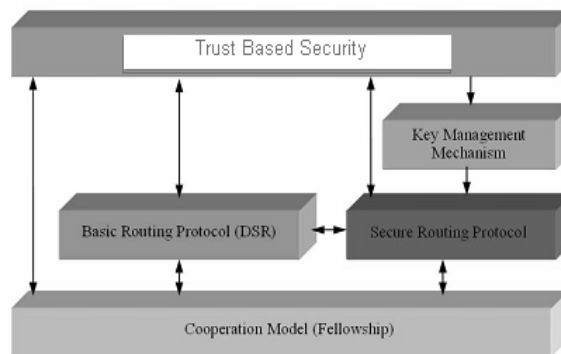 Trust Based Security
Key Management
Mechanism
Basic Routing Protocol (DSR)
Secure Routing Protocol
Cooperation Model (Fellowship)